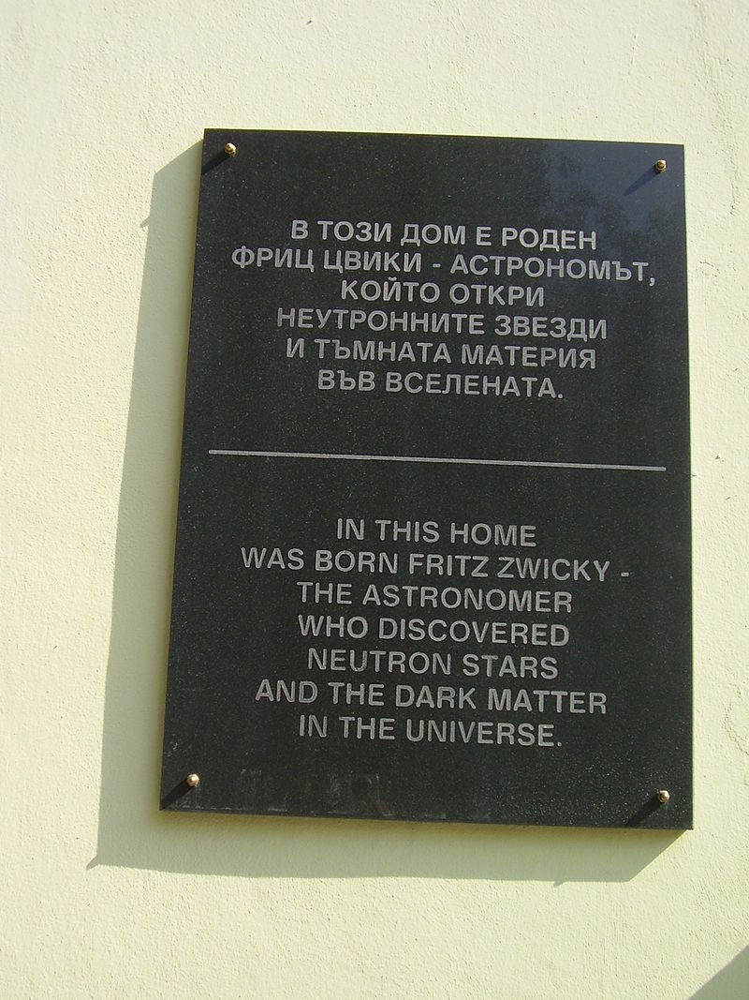 В ТОЗИ ДОМ Е РОДЕН
ФРИЦ ЦВИКИ - АСТРОНОМЪТ,
КОЙТО ОТКРИ
НЕУТРОННИТЕ ЗВЕЗДИ
И ТЪМНАТА МАТЕРИЯ
ВЪВ ВСЕЛЕНАТА.
IN THIS HOME
WAS BORN FRITZ ZWICKY -
THE ASTRONOMER
WHO DISCOVERED
NEUTRON STARS
AND THE DARK MATTER
IN THE UNIVERSE.